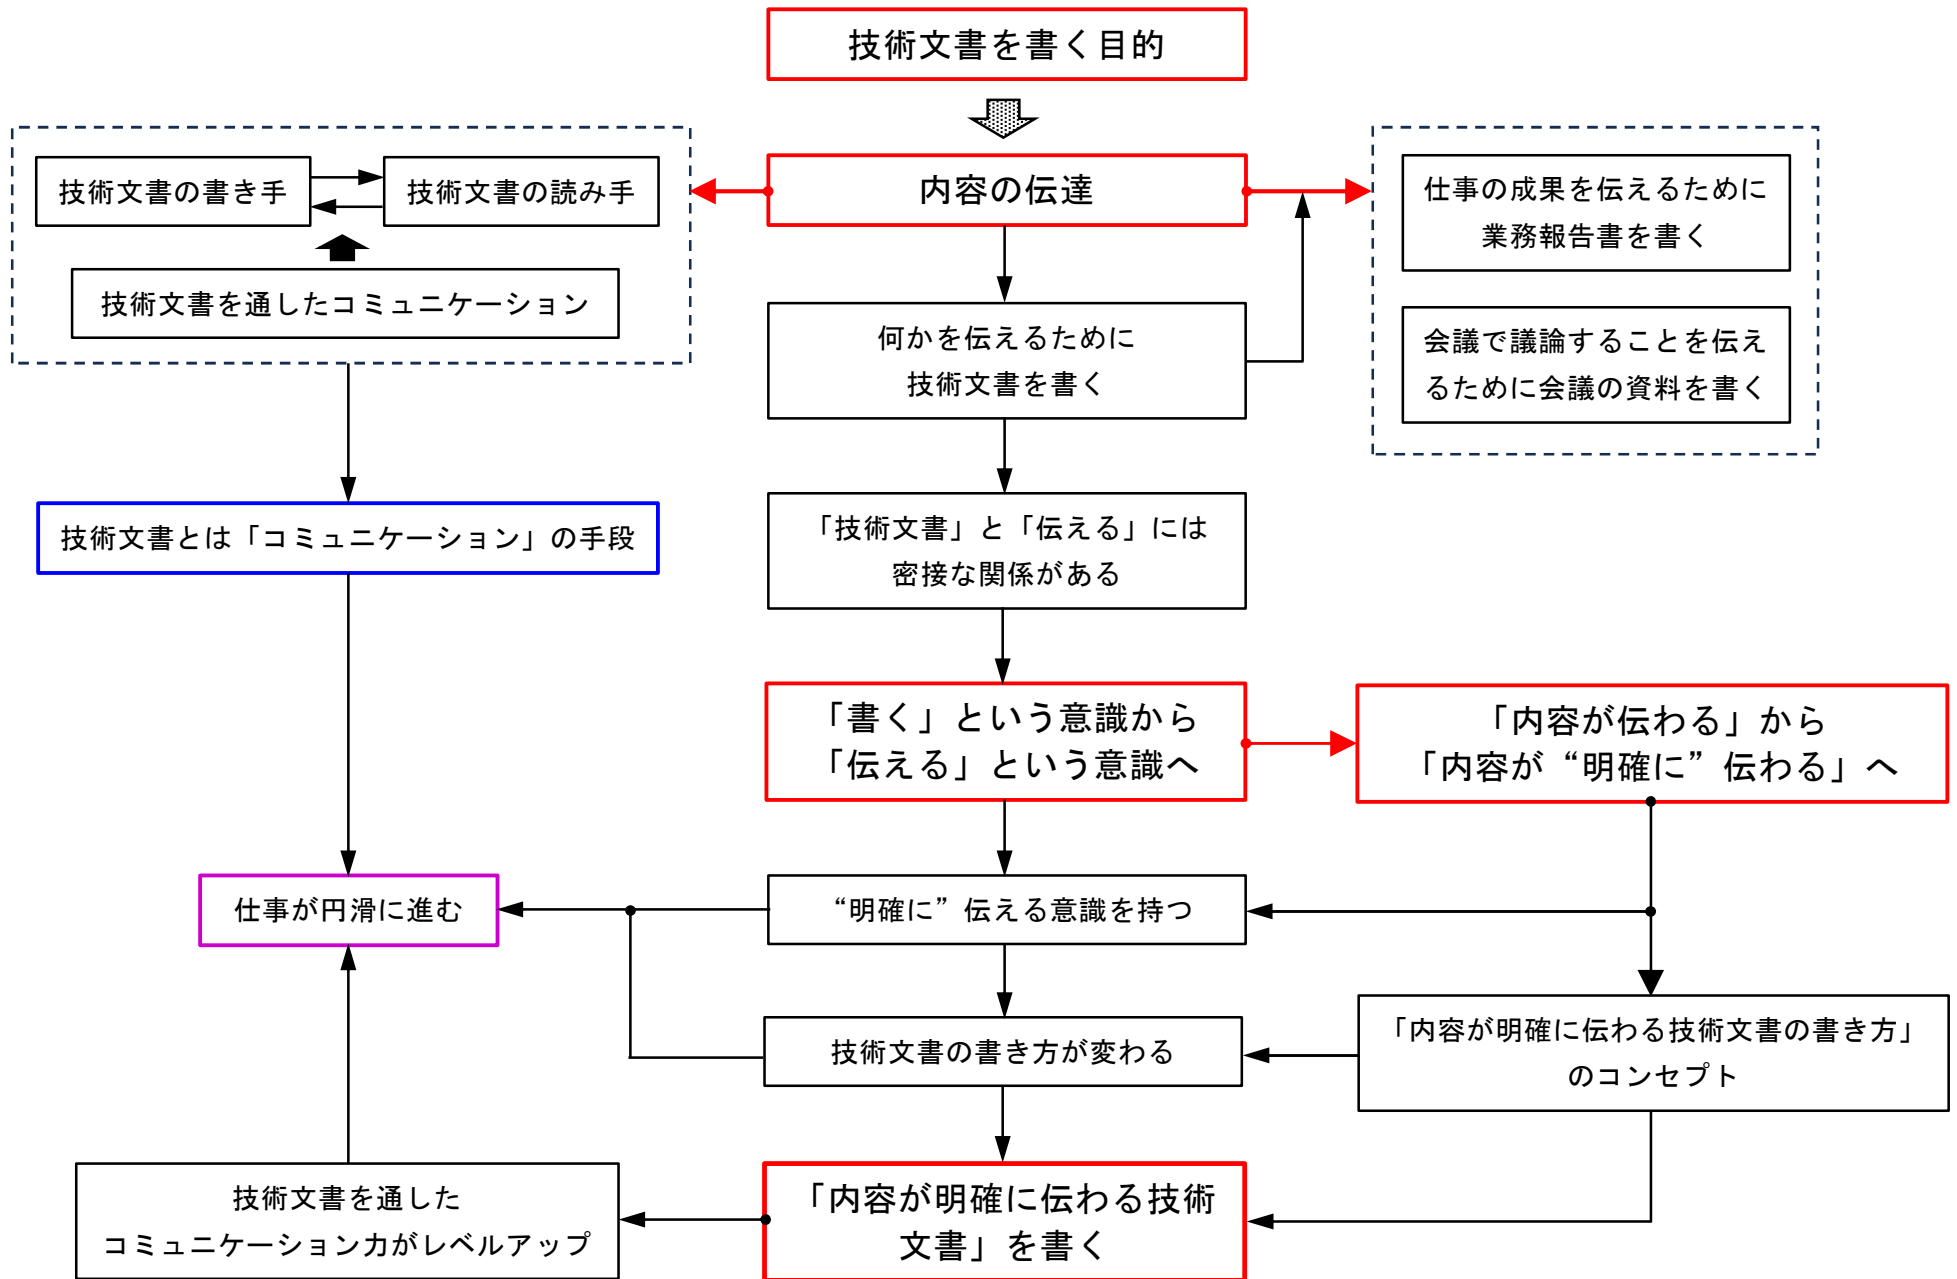 技術文書を書く目的
技術文書の書き手
技術文書の読み手
技術文書を通したコミュニケーション
内容の伝達
仕事の成果を伝えるために
業務報告書を書く
会議で議論することを伝え
るために会議の資料を書く
何かを伝えるために
技術文書を書く
技術文書とは「コミュニケーション」の手段
「技術文書」と「伝える」には
密接な関係がある
「書く」という意識から
「伝える」という意識へ
「内容が伝わる」から
「内容が“明確に”伝わる」へ
仕事が円滑に進む
“明確に”伝える意識を持つ
技術文書の書き方が変わる
「内容が明確に伝わる技術文書の書き方」
のコンセプト
技術文書を通した
コミュニケーション力がレベルアップ
「内容が明確に伝わる技術
文書」を書く